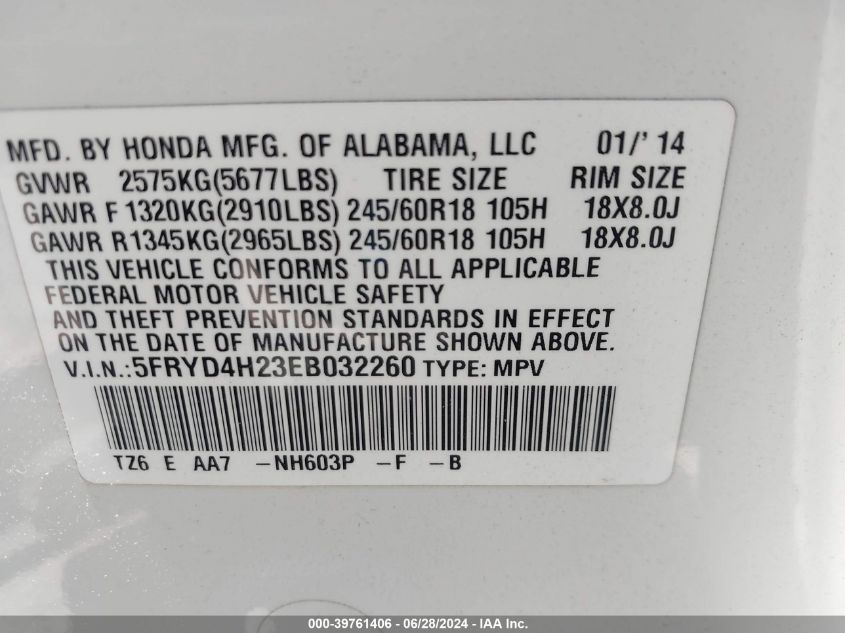 MFD. BY HONDA MFG. OF ALABAMA, LLC 01/' 14
GVWR 2575KG(5677LBS) TIRE SIZE RIM SIZE
GAWR F 1320KG(2910LBS) 245/60R18 105H 18X8.0J
GAWR R1345KG(2965LBS) 245/60R18 105H 18X8.0J
THIS VEHICLE CONFORMS TO ALL APPLICABLE
FEDERAL MOTOR VEHICLE SAFETY
AND THEFT PREVENTION STANDARDS IN EFFECT
ON THE DATE OF MANUFACTURE SHOWN ABOVE.
V.I.N.:5FRYD4H23EB032260 TYPE: MPV
TZ6 E AA7 -NH603P -F -B
000-39761406 - 06/28/2024 - IAA Inc.